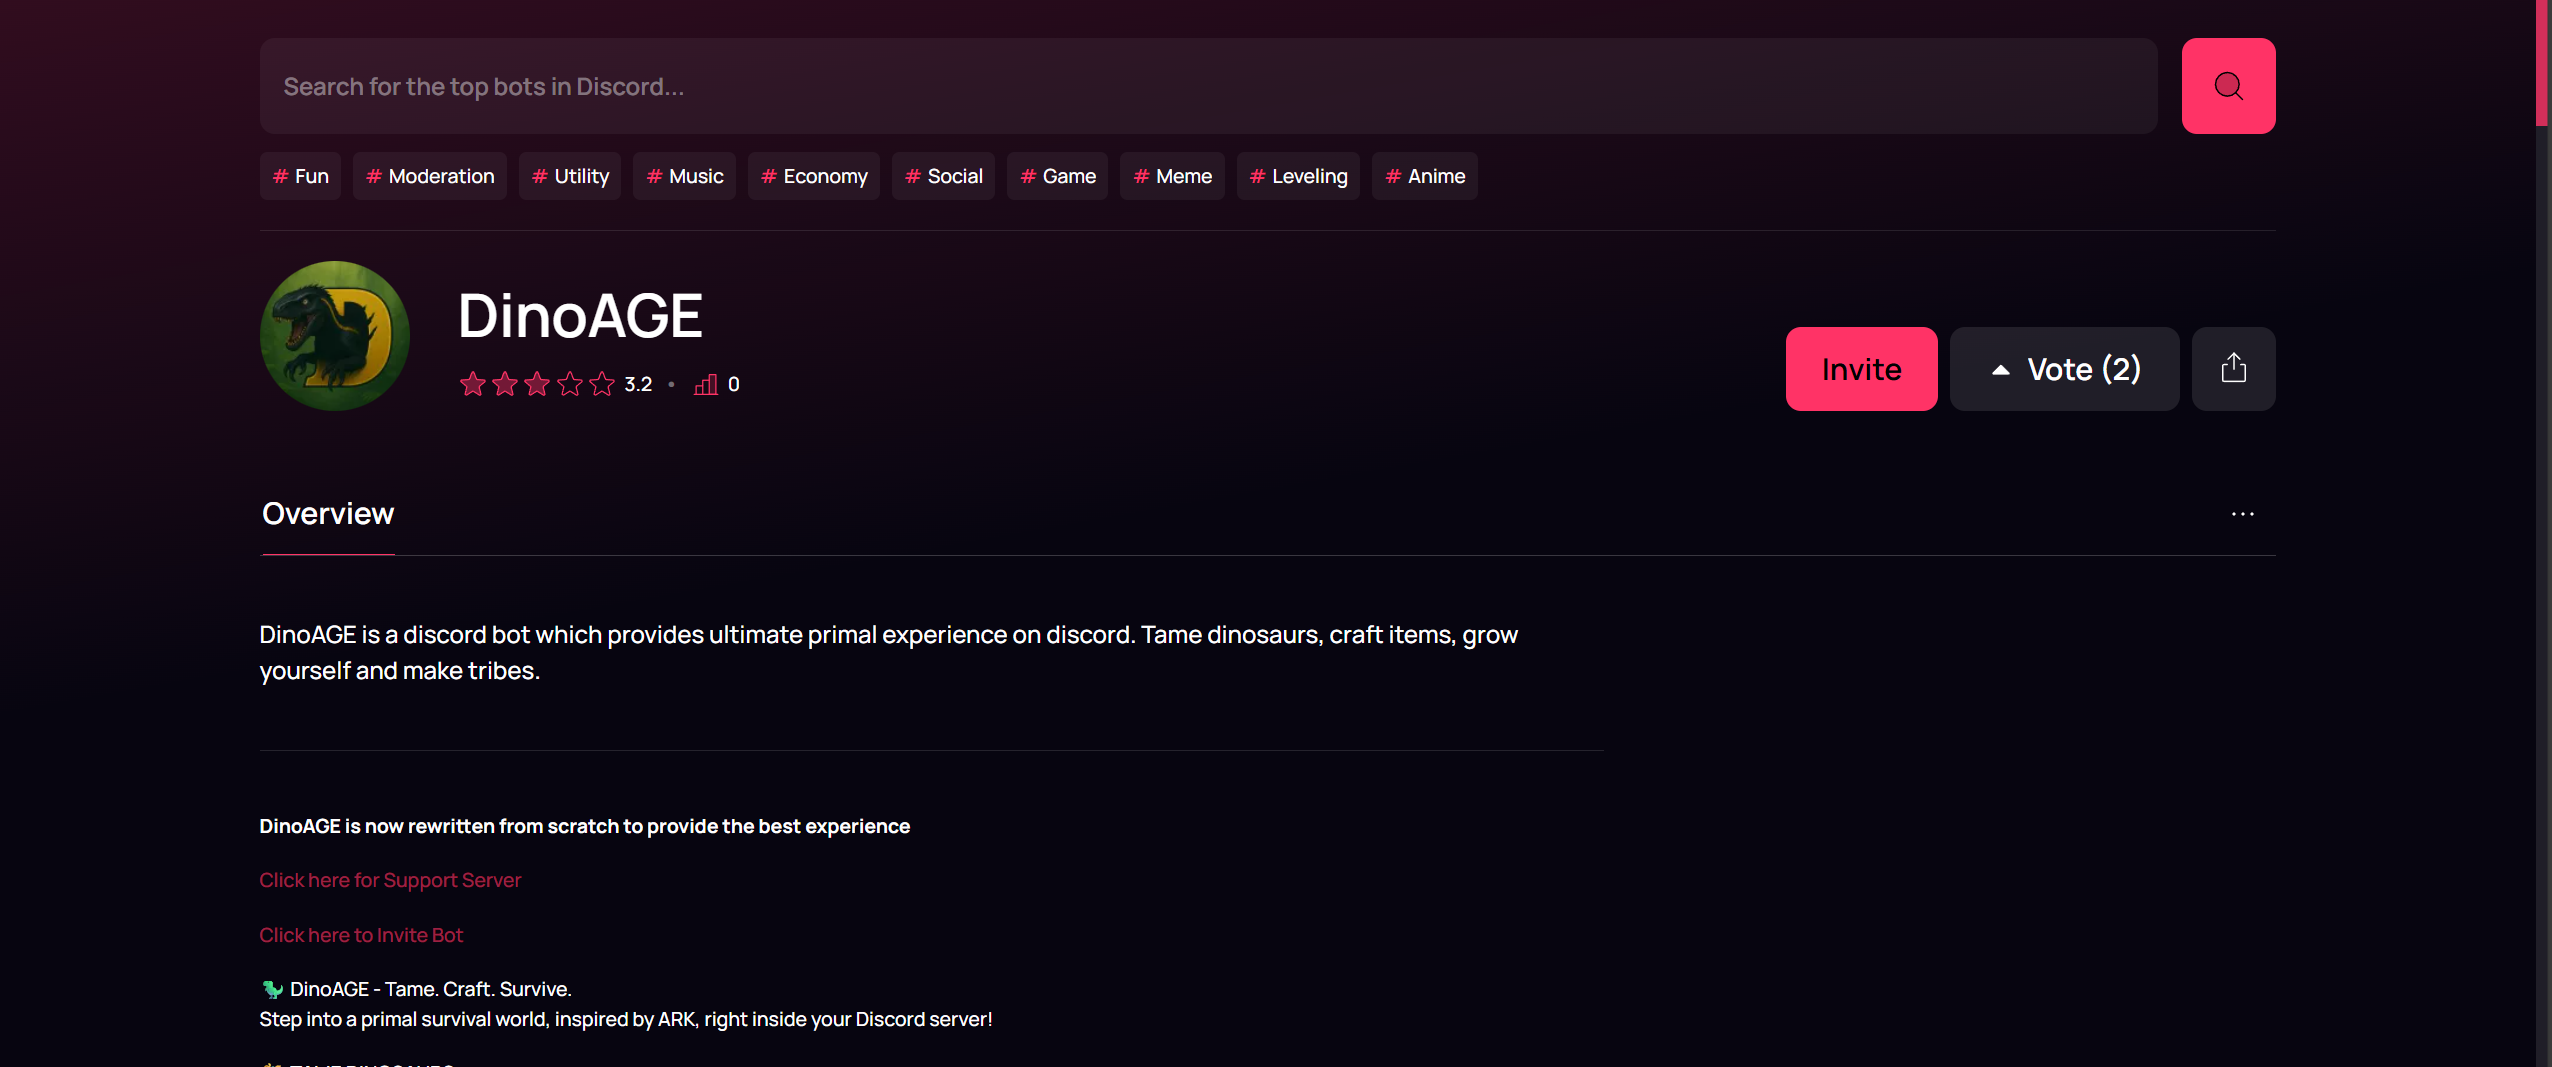 Search for the top bots in Discord...
# Fun # Moderation # Utility # Music # Economy # Social # Game # Meme # Leveling # Anime
DinoAGE
3.2 • 0
Invite
Vote (2)
Overview
...
DinoAGE is a discord bot which provides ultimate primal experience on discord. Tame dinosaurs, craft items, grow
yourself and make tribes.
DinoAGE is now rewritten from scratch to provide the best experience
Click here for Support Server
Click here to Invite Bot
🦖 DinoAGE - Tame. Craft. Survive.
Step into a primal survival world, inspired by ARK, right inside your Discord server!